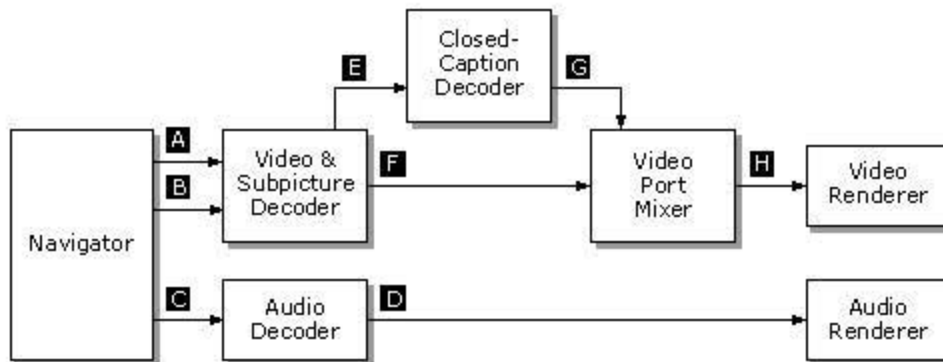 Closed-
Caption
Decoder
E
G
A
B
Video &
Subpicture
Decoder
F
Video
Port
Mixer
H
Video
Renderer
Navigator
C
Audio
Decoder
D
Audio
Renderer